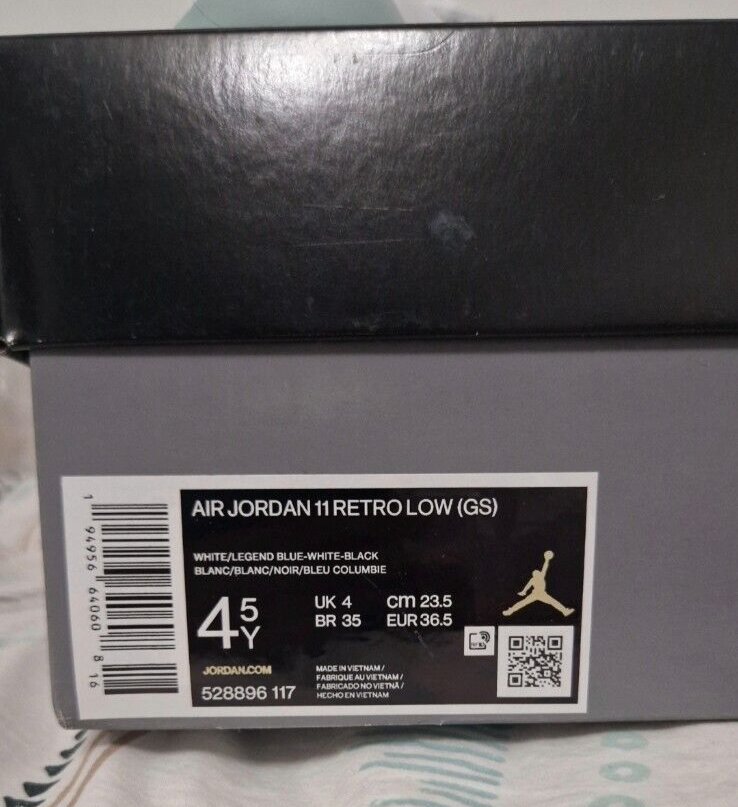 AIR JORDAN 11 RETRO LOW (GS)
WHITE/LEGEND BLUE-WHITE-BLACK
BLANC/BLANC/NOIR/BLEU COLUMBIE
4 5 Y
UK 4 cm 23.5
BR 35 EUR 36.5
JORDAN.COM
528896 117
MADE IN VIETNAM /
FABRIQUE AU VIETNAM /
FABRICADO NO VIETNÃ /
HECHO EN VIETNAM
1 94956 64060 8 16